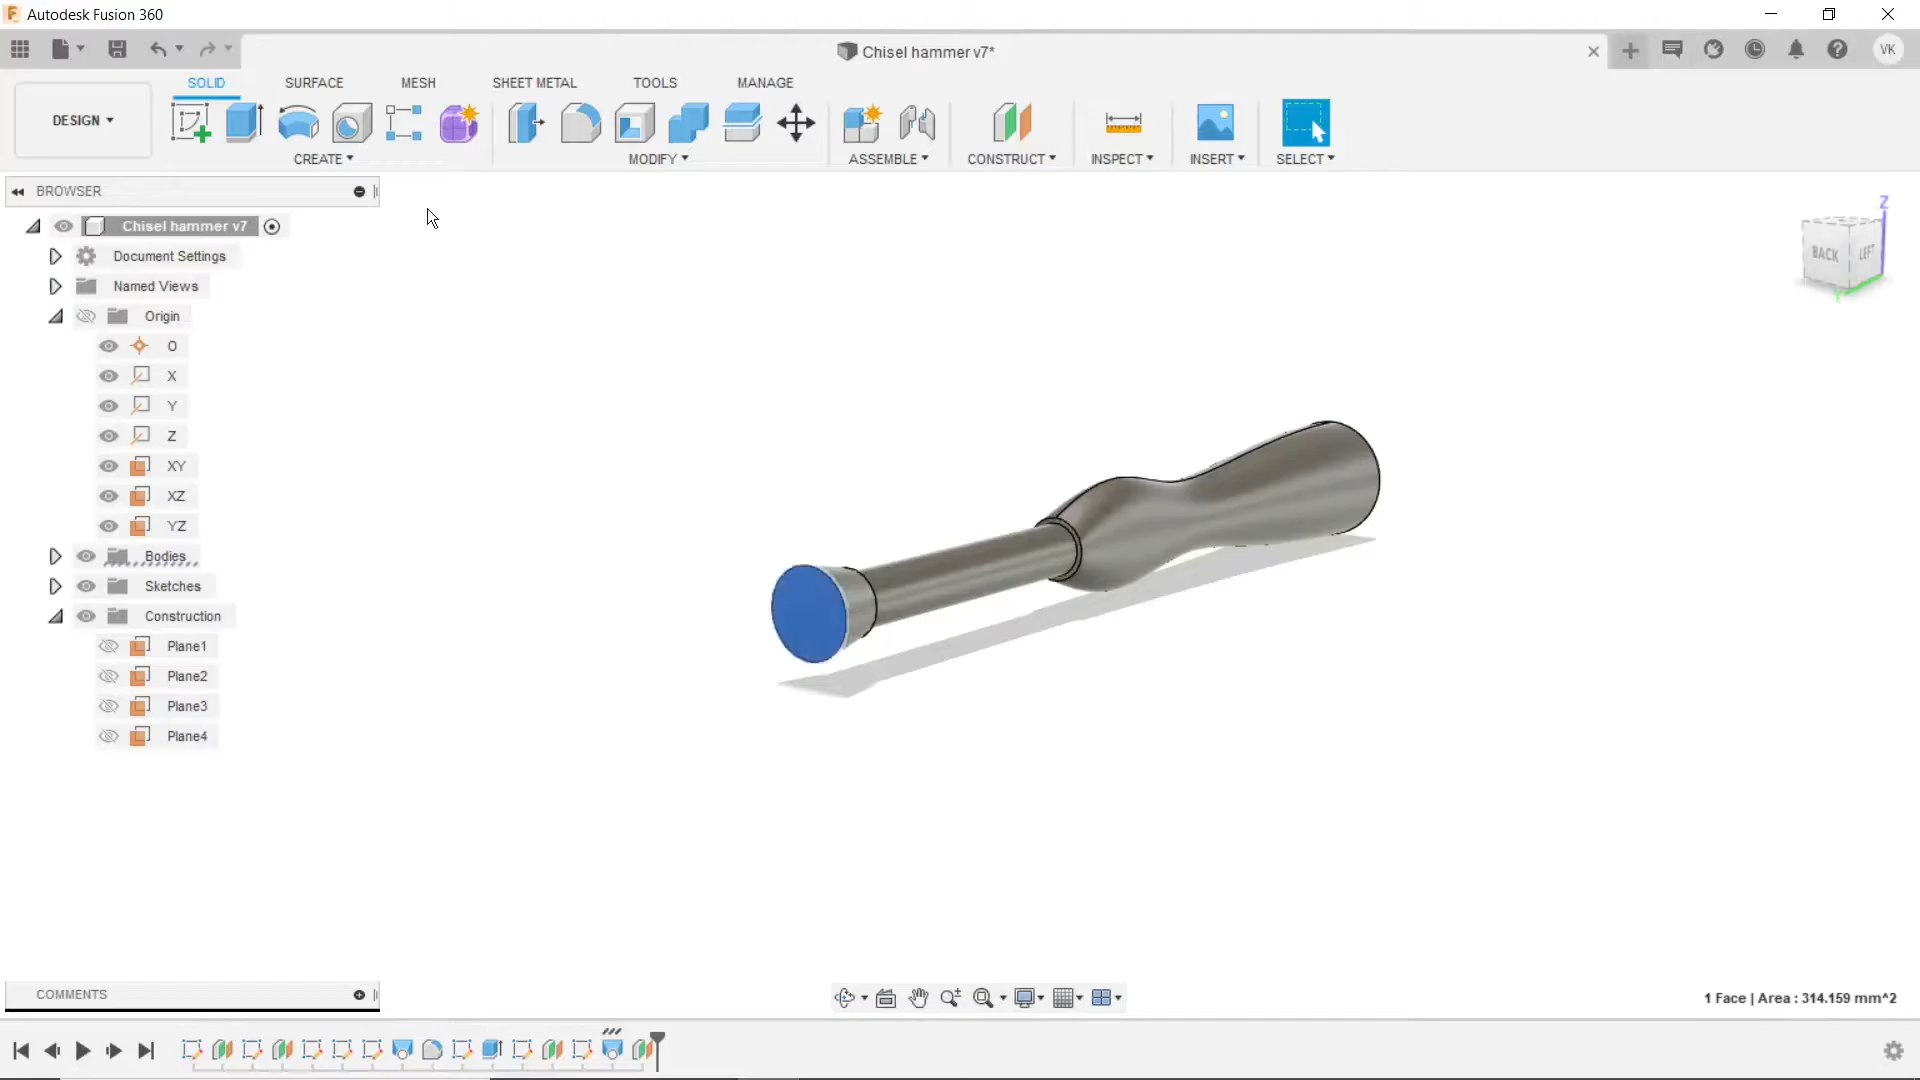 Autodesk Fusion 360
Chisel hammer v7*
VK
SOLID
SURFACE
MESH
SHEET METAL
TOOLS
MANAGE
DESIGN
CREATE
MODIFY
ASSEMBLE
CONSTRUCT
INSPECT
INSERT
SELECT
BROWSER
Chisel hammer v7
Document Settings
Named Views
Origin
O
X
Y
Z
XY
XZ
YZ
Bodies
Sketches
Construction
Plane1
Plane2
Plane3
Plane4
Z
BACK
LEFT
Y
COMMENTS
1 Face | Area : 314.159 mm^2